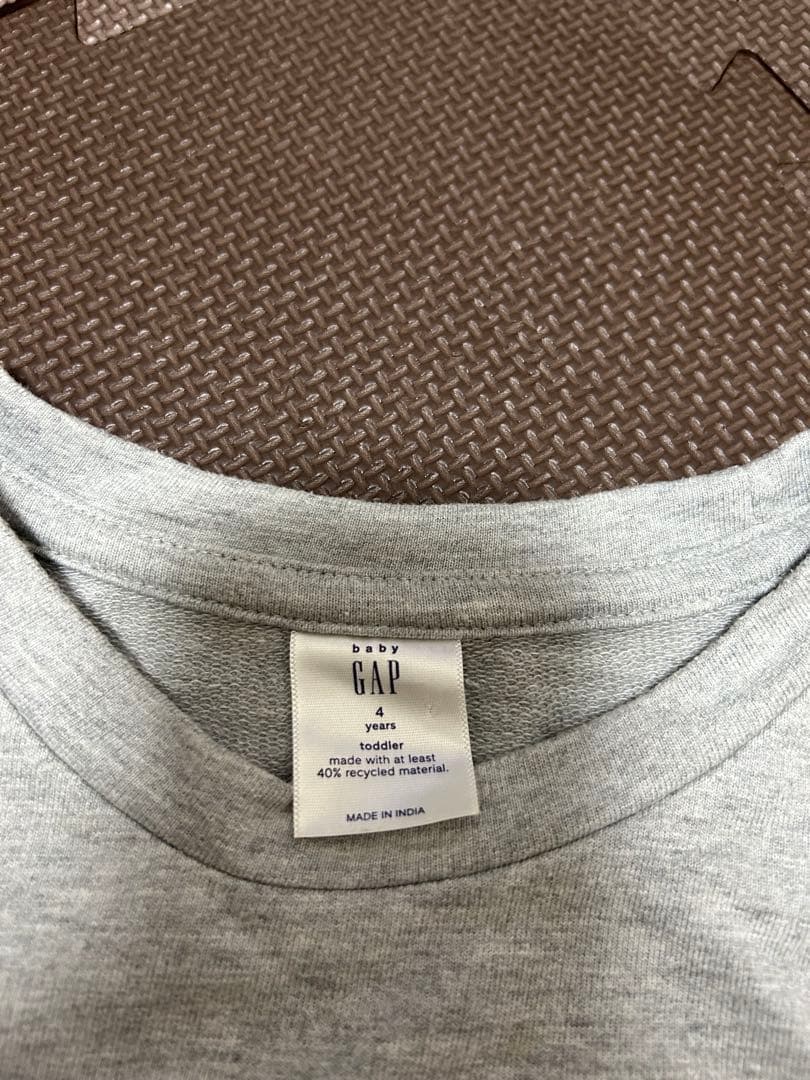 baby
GAP
4
years
toddler
made with at least
40% recycled material.
MADE IN INDIA